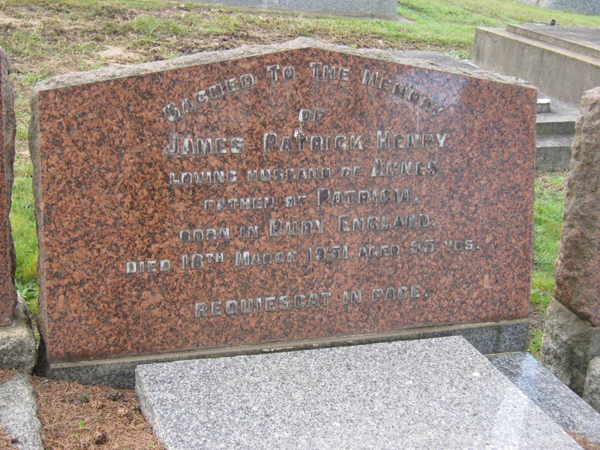 Sacred To The Memory
OF
James Patrick Henry
loving husband of Agnes
father of Patricia.
born in Bury England.
Died 18th March 1951 aged 55 yrs.
Requiescat in pace.